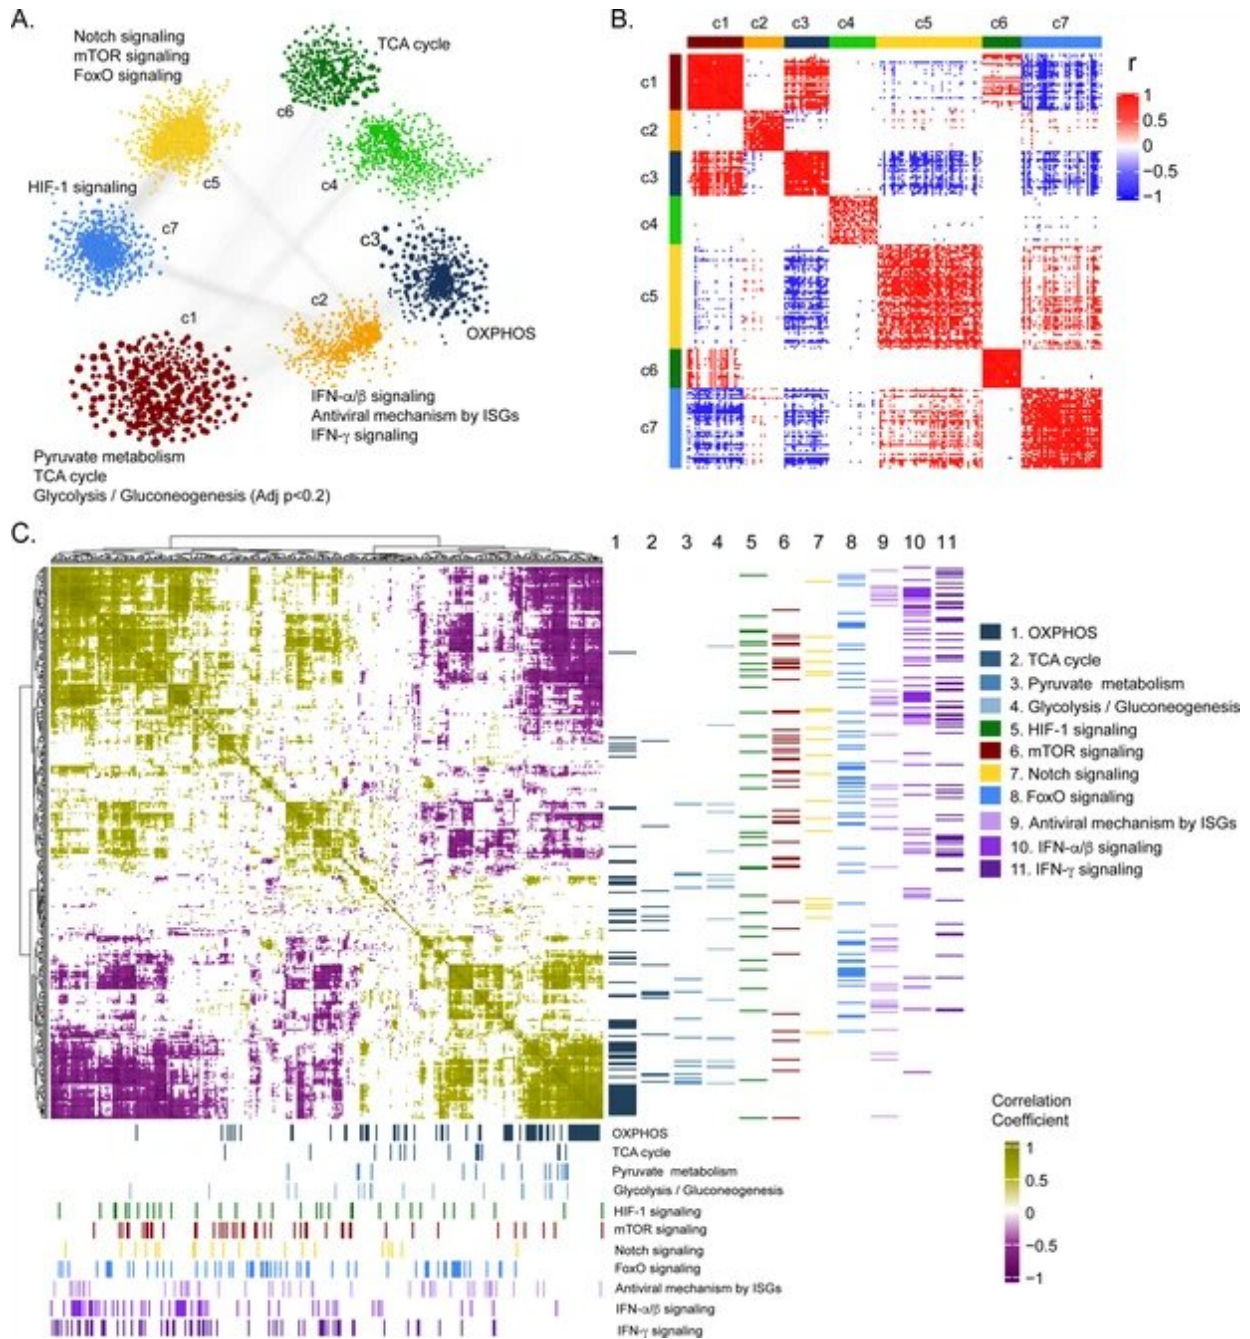 A.
Notch signaling
mTOR signaling
FoxO signaling
TCA cycle
c6
c4
c5
HIF-1 signaling
c7
c3
c2
c1
OXPHOS
IFN-α/β signaling
Antiviral mechanism by ISGs
IFN-γ signaling
Pyruvate metabolism
TCA cycle
Glycolysis / Gluconeogenesis (Adj p<0.2)
B.
c1 c2 c3 c4 c5 c6 c7
c1
c2
c3
c4
c5
c6
c7
r
1
0.5
0
−0.5
−1
C.
1 2 3 4 5 6 7 8 9 10 11
1. OXPHOS
2. TCA cycle
3. Pyruvate metabolism
4. Glycolysis / Gluconeogenesis
5. HIF-1 signaling
6. mTOR signaling
7. Notch signaling
8. FoxO signaling
9. Antiviral mechanism by ISGs
10. IFN-α/β signaling
11. IFN-γ signaling
Correlation
Coefficient
1
0.5
0
−0.5
−1
OXPHOS
TCA cycle
Pyruvate metabolism
Glycolysis / Gluconeogenesis
HIF-1 signaling
mTOR signaling
Notch signaling
FoxO signaling
Antiviral mechanism by ISGs
IFN-α/β signaling
IFN-γ signaling